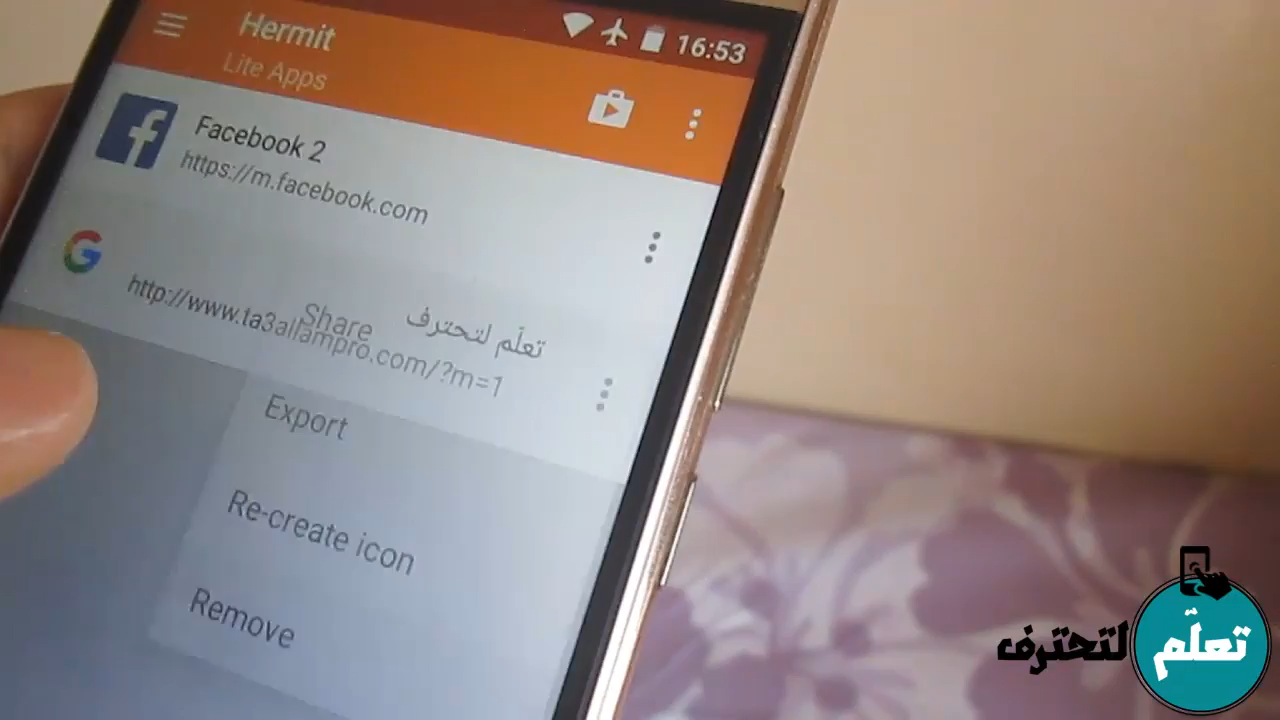 16:53
Hermit
Lite Apps
Facebook 2
https://m.facebook.com
تعلّم لتحترف
http://www.ta3allampro.com/?m=1
Share
Export
Re-create icon
Remove
تعلّم لتحترف